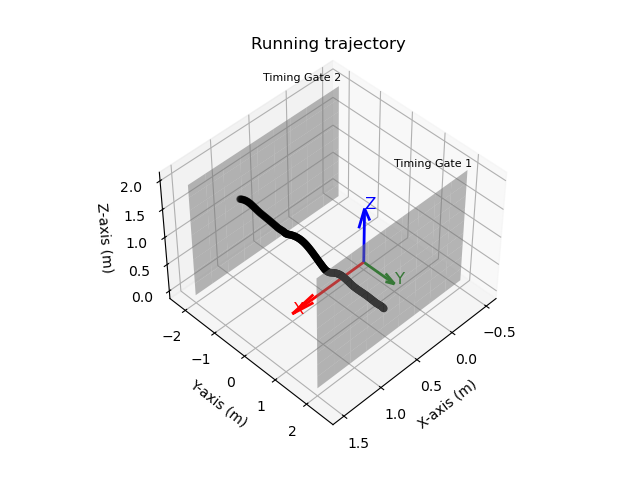 Running trajectory
Timing Gate 2
Timing Gate 1
Z
Y
X
Z-axis (m)
2.0
1.5
1.0
0.5
0.0
Y-axis (m)
−2
−1
0
1
2
X-axis (m)
−0.5
0.0
0.5
1.0
1.5